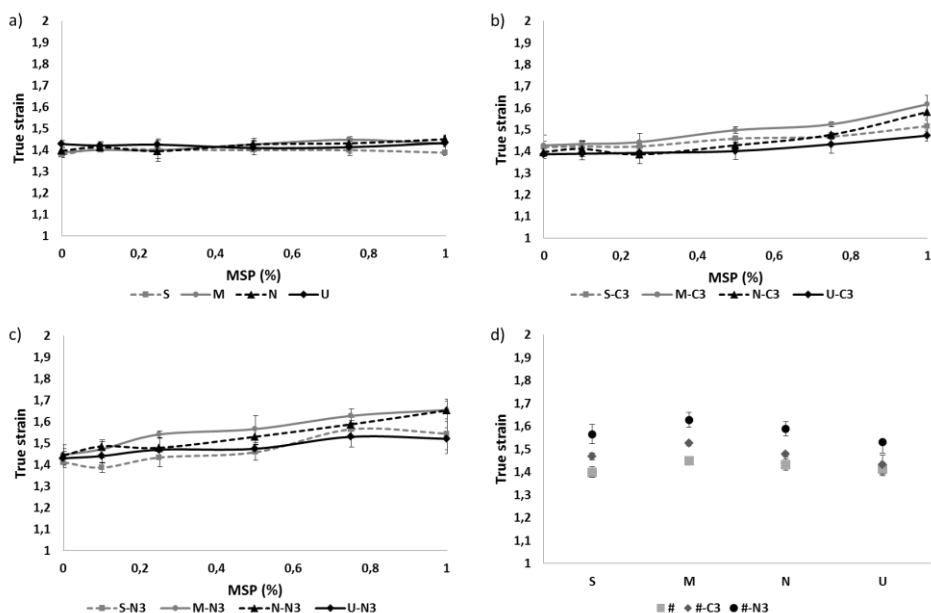 a)
2
1,9
1,8
1,7
1,6
1,5
1,4
1,3
1,2
1,1
1
True strain
0 0,2 0,4 0,6 0,8 1
MSP (%)
S M N U
b)
2
1,9
1,8
1,7
1,6
1,5
1,4
1,3
1,2
1,1
1
True strain
0 0,2 0,4 0,6 0,8 1
MSP (%)
S-C3 M-C3 N-C3 U-C3
c)
2
1,9
1,8
1,7
1,6
1,5
1,4
1,3
1,2
1,1
1
True strain
0 0,2 0,4 0,6 0,8 1
MSP (%)
S-N3 M-N3 N-N3 U-N3
d)
2
1,9
1,8
1,7
1,6
1,5
1,4
1,3
1,2
1,1
1
True strain
S M N U
# #-C3 #-N3